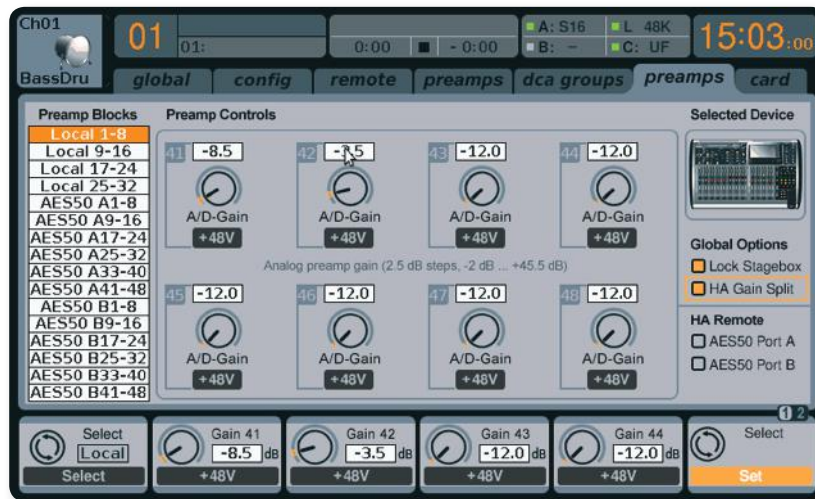 Ch01
BassDru
01
01:
0:00 - 0:00
A: S16 L 48K
B: - C: UF
15:03:00
global config remote preamps dca groups preamps card
Preamp Blocks
Local 1-8
Local 9-16
Local 17-24
Local 25-32
AES50 A1-8
AES50 A9-16
AES50 A17-24
AES50 A25-32
AES50 A33-40
AES50 A41-48
AES50 B1-8
AES50 B9-16
AES50 B17-24
AES50 B25-32
AES50 B33-40
AES50 B41-48
Preamp Controls
41 -8.5
A/D-Gain
+48V
42
A/D-Gain
+48V
43 -12.0
A/D-Gain
+48V
44 -12.0
A/D-Gain
+48V
Analog preamp gain (2.5 dB steps, -2 dB ... +45.5 dB)
45 -12.0
A/D-Gain
+48V
46 -12.0
A/D-Gain
+48V
47 -12.0
A/D-Gain
+48V
48 -12.0
A/D-Gain
+48V
Selected Device
Global Options
Lock Stagebox
HA Gain Split
HA Remote
AES50 Port A
AES50 Port B
1 2
Select
Local
Select
Gain 41
-8.5 dB
+48V
Gain 42
-3.5 dB
+48V
Gain 43
-12.0 dB
+48V
Gain 44
-12.0 dB
+48V
Select
Set